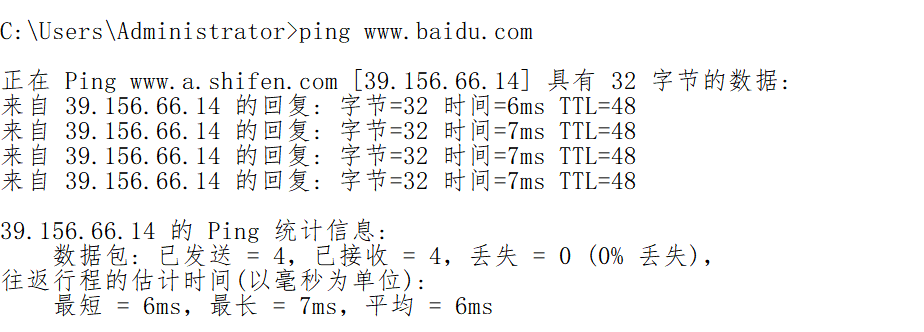 C:\Users\Administrator>ping www.baidu.com
正在 Ping www.a.shifen.com [39.156.66.14] 具有 32 字节的数据:
来自 39.156.66.14 的回复: 字节=32 时间=6ms TTL=48
来自 39.156.66.14 的回复: 字节=32 时间=7ms TTL=48
来自 39.156.66.14 的回复: 字节=32 时间=7ms TTL=48
来自 39.156.66.14 的回复: 字节=32 时间=7ms TTL=48
39.156.66.14 的 Ping 统计信息:
    数据包: 已发送 = 4，已接收 = 4，丢失 = 0 (0% 丢失)，
往返行程的估计时间(以毫秒为单位):
    最短 = 6ms，最长 = 7ms，平均 = 6ms